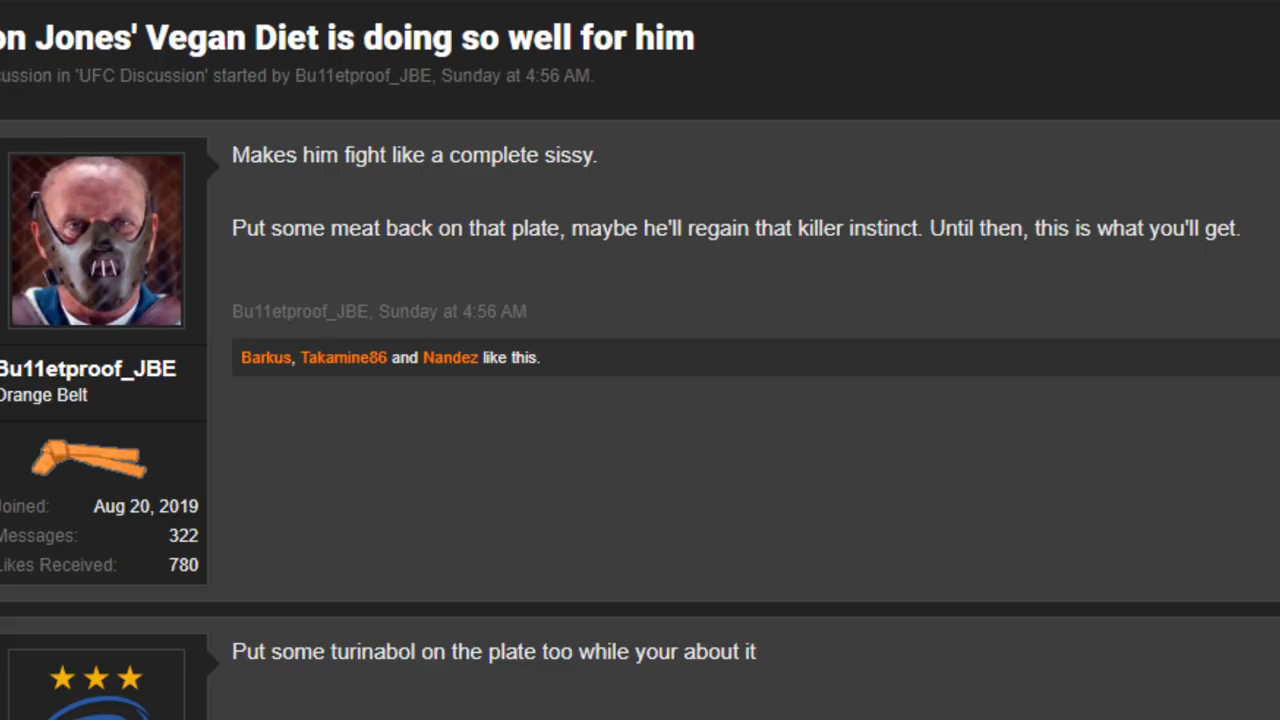 on Jones' Vegan Diet is doing so well for him
cussion in 'UFC Discussion' started by Bu11etproof_JBE, Sunday at 4:56 AM.
Makes him fight like a complete sissy.
Put some meat back on that plate, maybe he'll regain that killer instinct. Until then, this is what you'll get.
Bu11etproof_JBE, Sunday at 4:56 AM
Barkus, Takamine86 and Nandez like this.
Bu11etproof_JBE
Orange Belt
Joined: Aug 20, 2019
Messages: 322
Likes Received: 780
Put some turinabol on the plate too while your about it